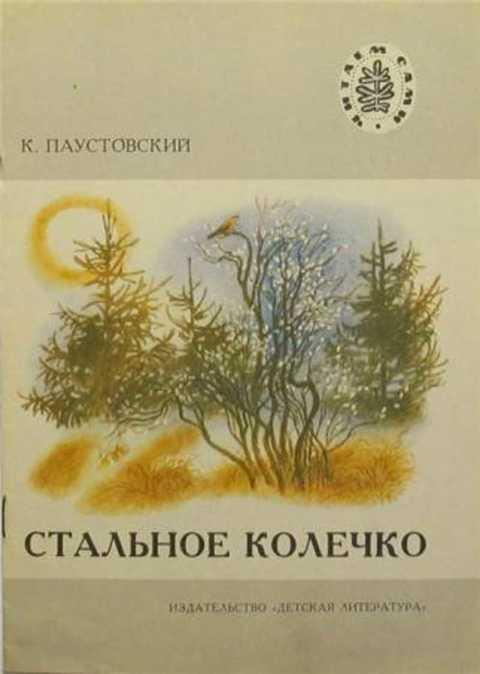 ЧИТАЕМ САМИ
К. ПАУСТОВСКИЙ
СТАЛЬНОЕ КОЛЕЧКО
ИЗДАТЕЛЬСТВО «ДЕТСКАЯ ЛИТЕРАТУРА»